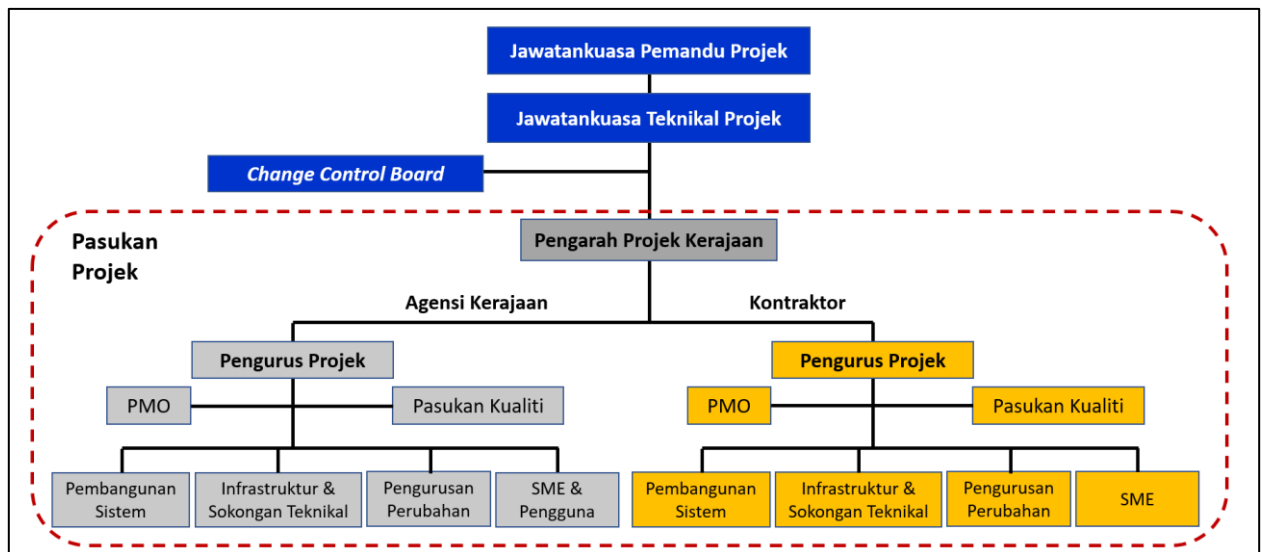 Jawatankuasa Pemandu Projek
Jawatankuasa Teknikal Projek
Change Control Board
Pasukan
Projek
Pengarah Projek Kerajaan
Agensi Kerajaan
Kontraktor
Pengurus Projek
Pengurus Projek
PMO
Pasukan Kualiti
PMO
Pasukan Kualiti
Pembangunan
Sistem
Infrastruktur &
Sokongan Teknikal
Pengurusan
Perubahan
SME &
Pengguna
Pembangunan
Sistem
Infrastruktur &
Sokongan Teknikal
Pengurusan
Perubahan
SME